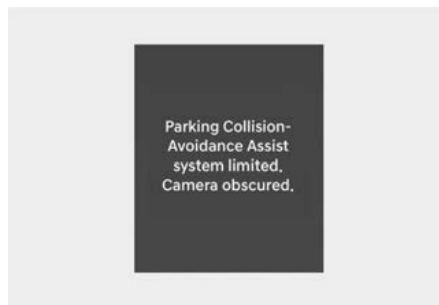 Parking Collision-
Avoidance Assist
system limited.
Camera obscured.